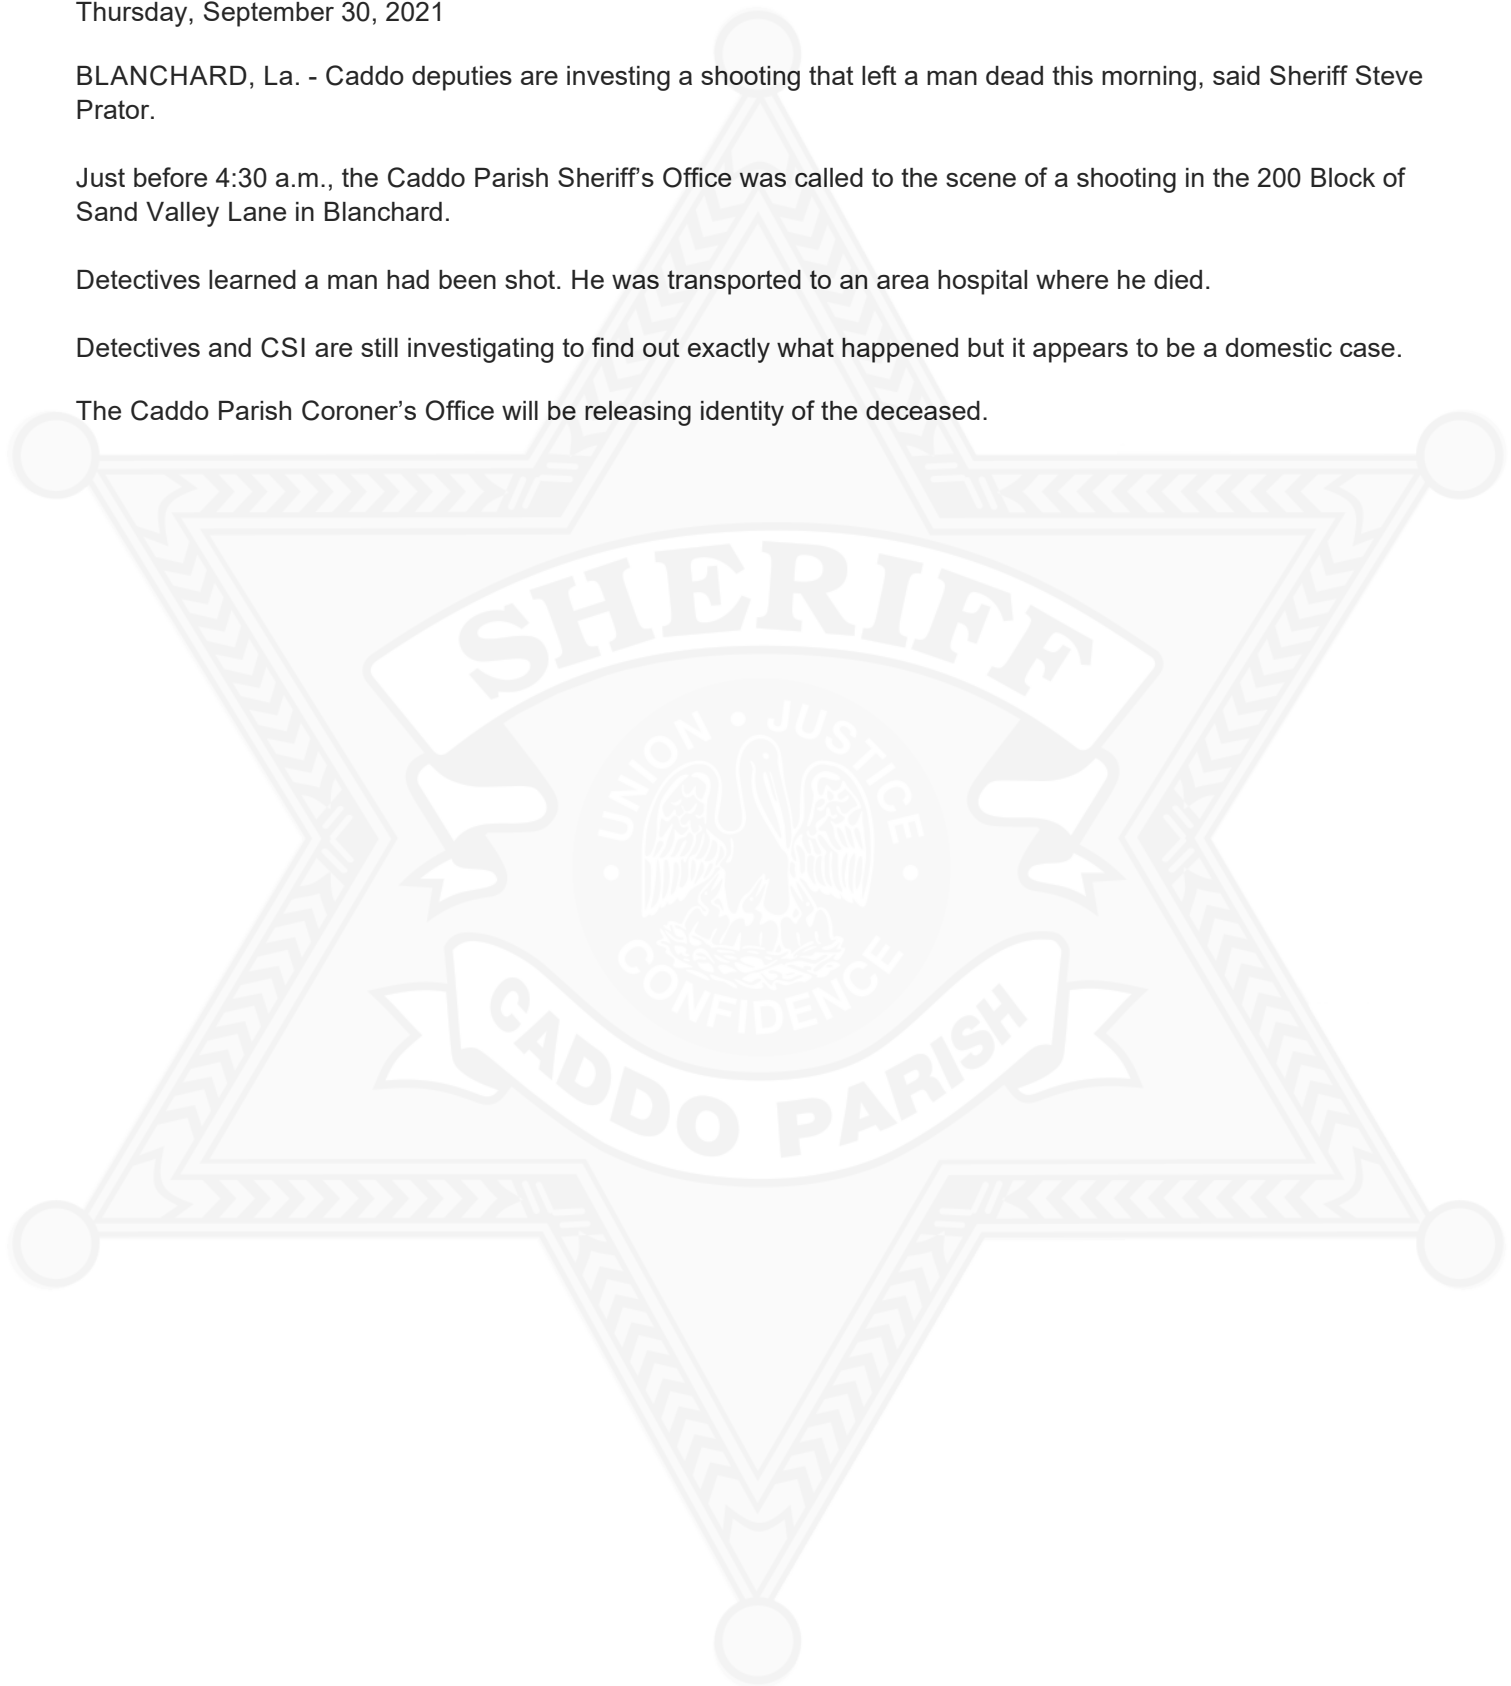 Thursday, September 30, 2021
BLANCHARD, La. - Caddo deputies are investing a shooting that left a man dead this morning, said Sheriff Steve
Prator.
Just before 4:30 a.m., the Caddo Parish Sheriff’s Office was called to the scene of a shooting in the 200 Block of
Sand Valley Lane in Blanchard.
Detectives learned a man had been shot. He was transported to an area hospital where he died.
Detectives and CSI are still investigating to find out exactly what happened but it appears to be a domestic case.
The Caddo Parish Coroner’s Office will be releasing identity of the deceased.
SHERIFF
UNION • JUSTICE
• CONFIDENCE •
CADDO PARISH